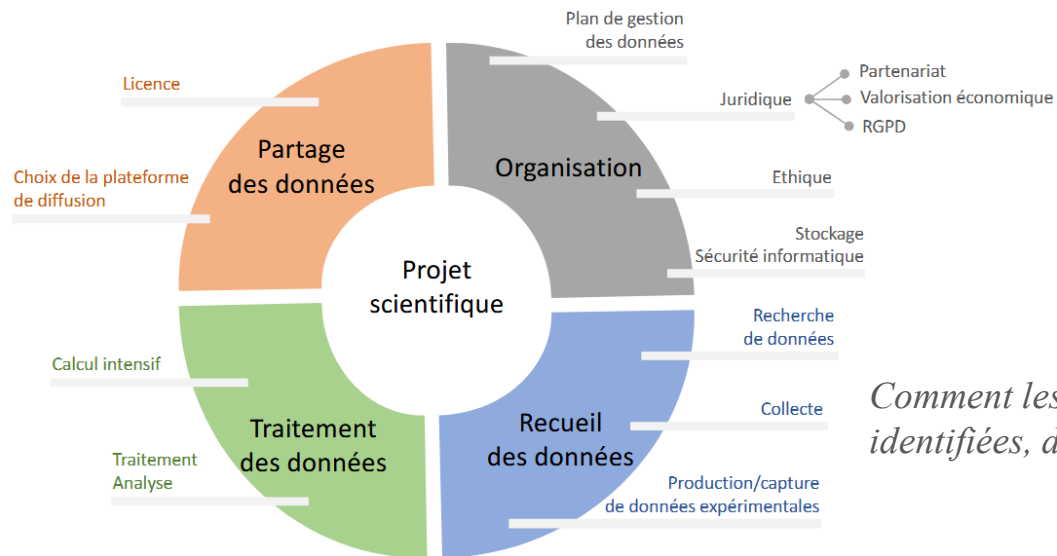 Plan de gestion
des données
Juridique
Partenariat
Valorisation économique
RGPD
Ethique
Stockage
Sécurité informatique
Organisation
Licence
Choix de la plateforme
de diffusion
Partage
des données
Projet
scientifique
Recherche
de données
Collecte
Production/capture
de données expérimentales
Recueil
des données
Calcul intensif
Traitement
Analyse
Traitement
des données
Comment les
identifiées, d